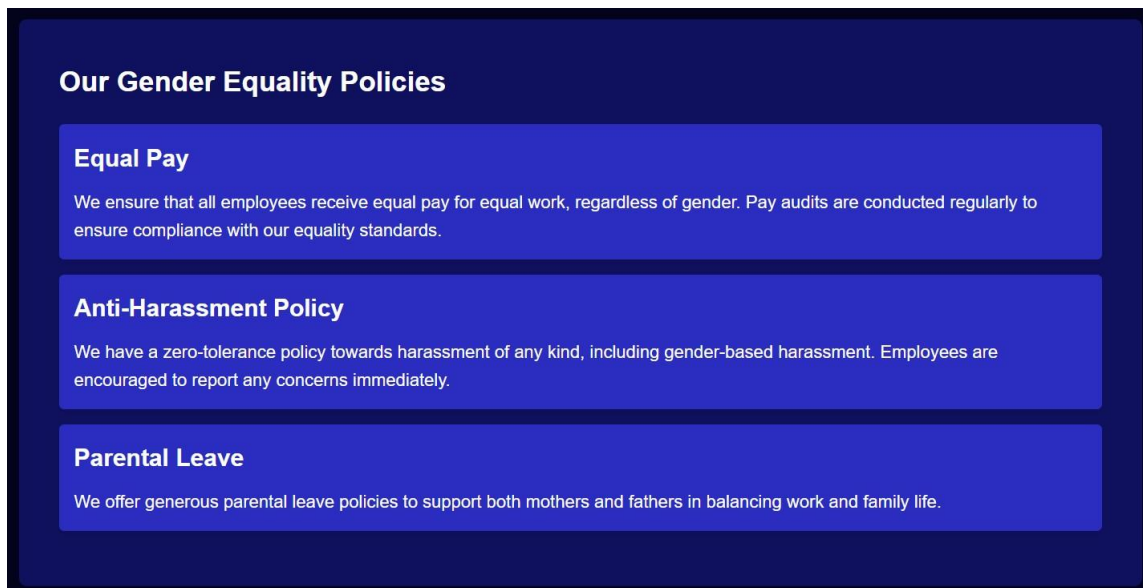 Our Gender Equality Policies
Equal Pay
We ensure that all employees receive equal pay for equal work, regardless of gender. Pay audits are conducted regularly to
ensure compliance with our equality standards.
Anti-Harassment Policy
We have a zero-tolerance policy towards harassment of any kind, including gender-based harassment. Employees are
encouraged to report any concerns immediately.
Parental Leave
We offer generous parental leave policies to support both mothers and fathers in balancing work and family life.